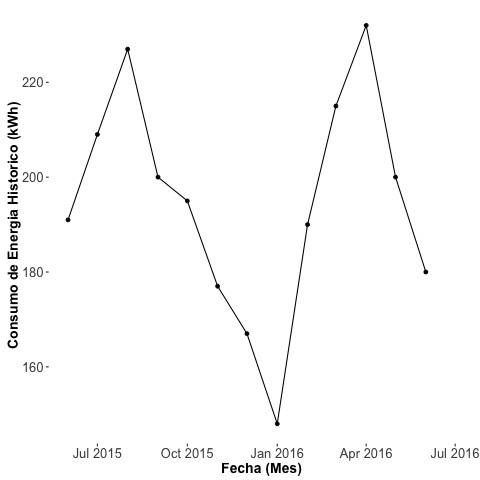 Consumo de Energia Historico (kWh)
220
200
180
160
Jul 2015
Oct 2015
Jan 2016
Apr 2016
Jul 2016
Fecha (Mes)